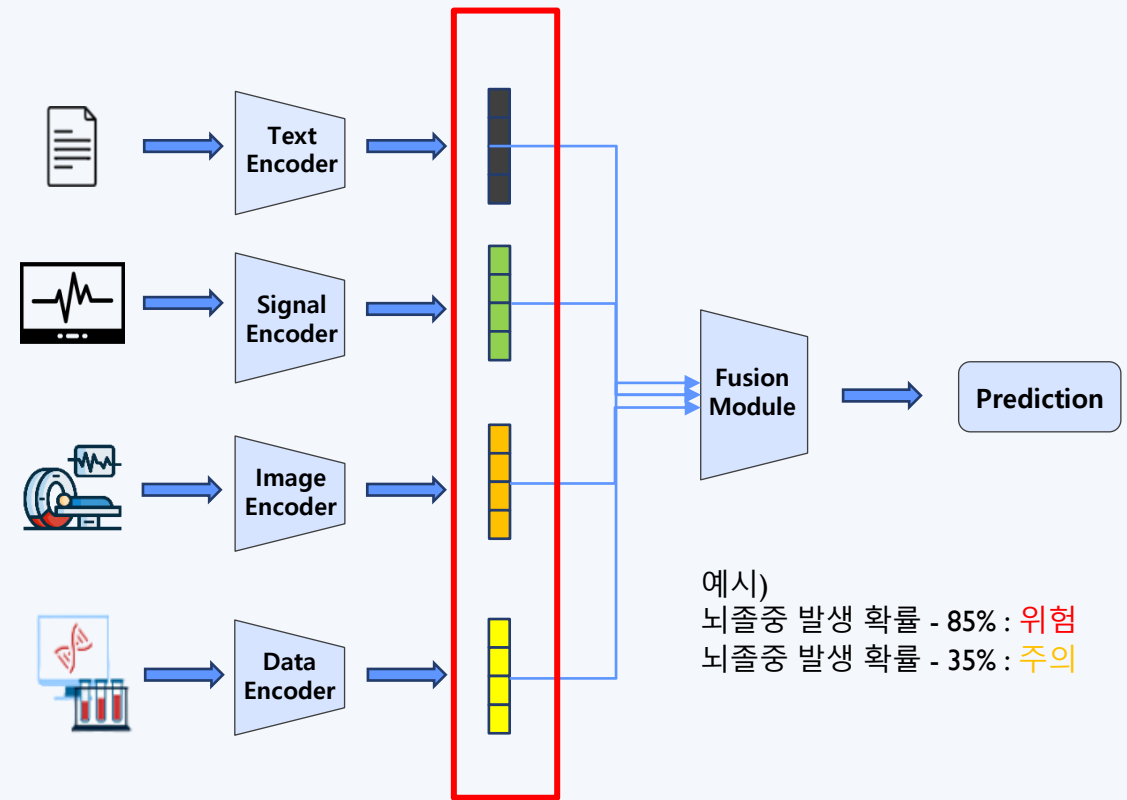 Text
Encoder
Signal
Encoder
Image
Encoder
Data
Encoder
Fusion
Module
Prediction
예시)
뇌졸중 발생 확률 - 85% : 위험
뇌졸중 발생 확률 - 35% : 주의